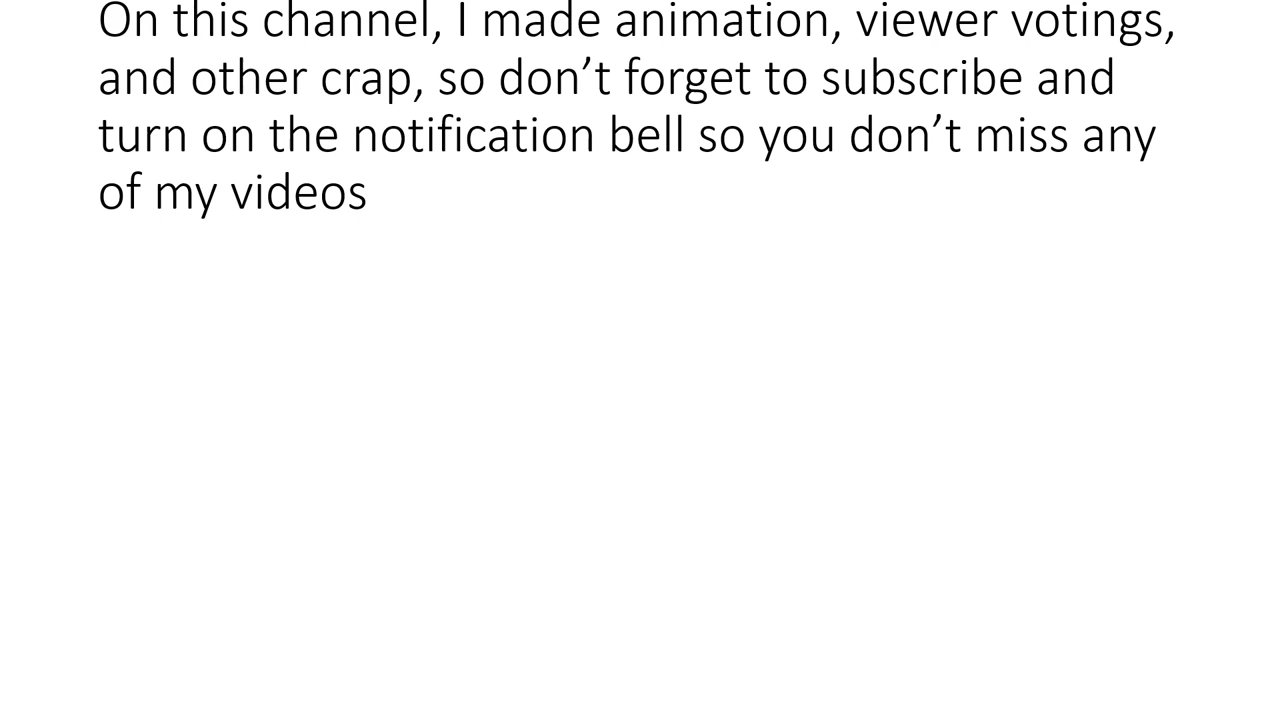 On this channel, I made animation, viewer votings,
and other crap, so don’t forget to subscribe and
turn on the notification bell so you don’t miss any
of my videos